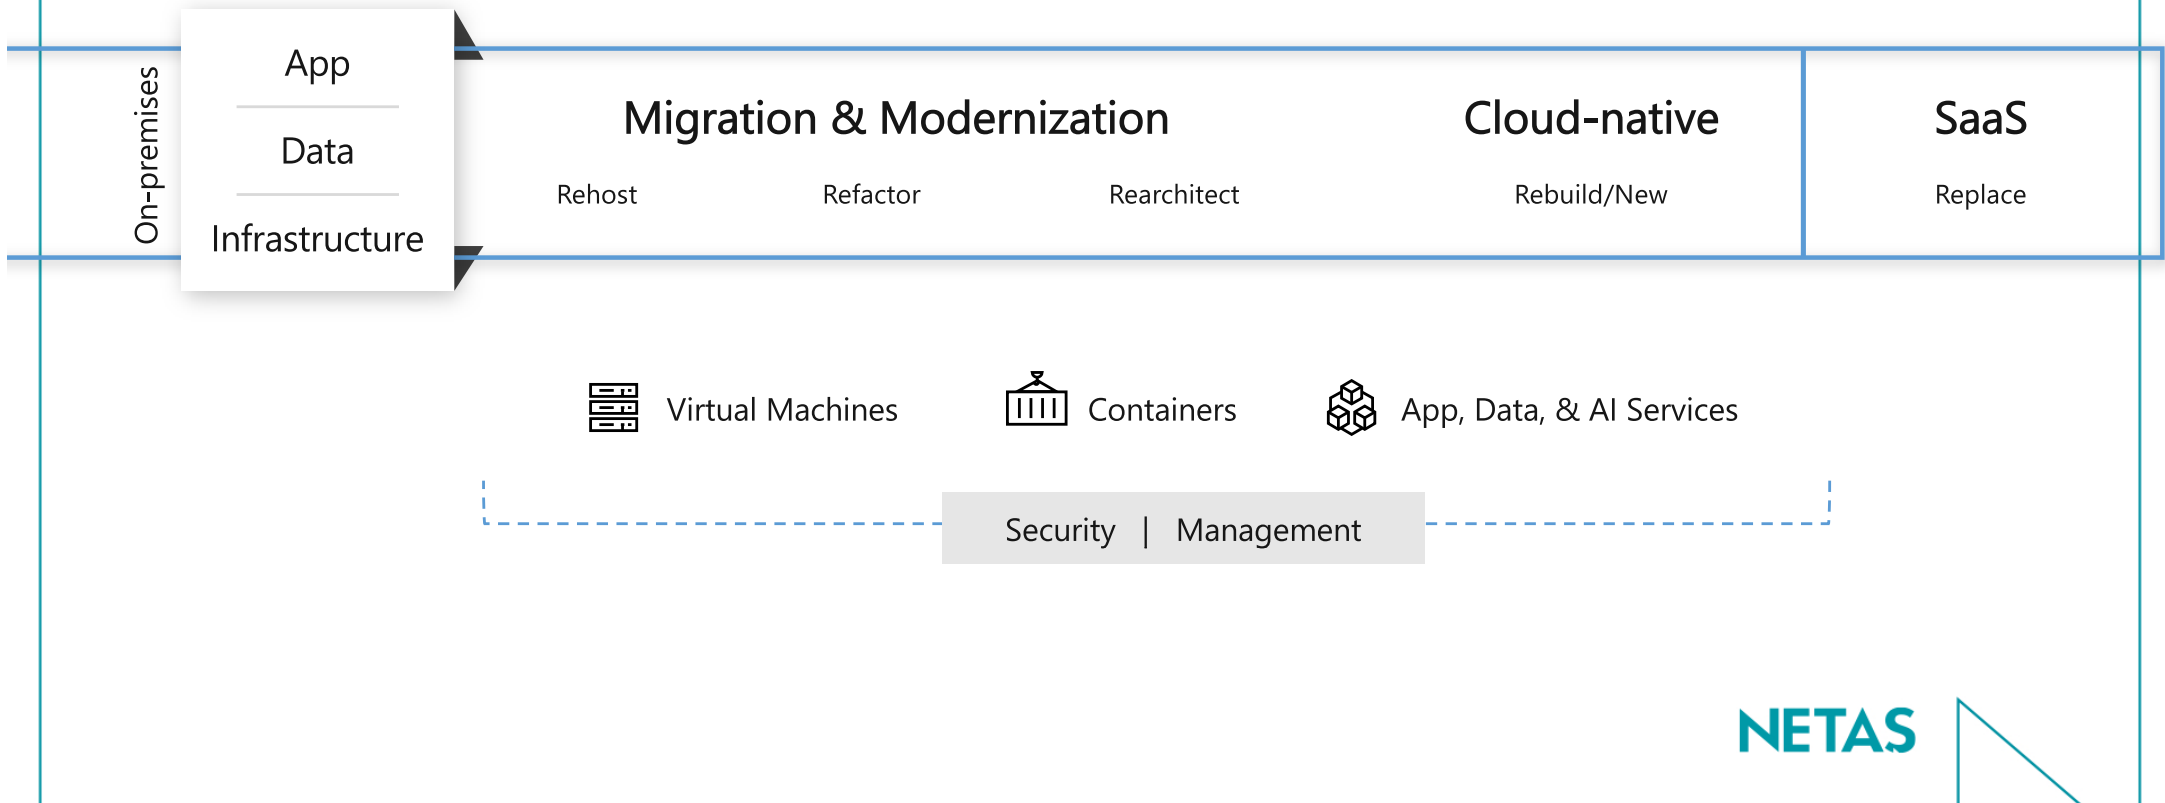 On-premises
App
Data
Infrastructure
Migration & Modernization
Rehost
Refactor
Rearchitect
Cloud-native
Rebuild/New
SaaS
Replace
Virtual Machines
Containers
App, Data, & AI Services
Security | Management
NETAS